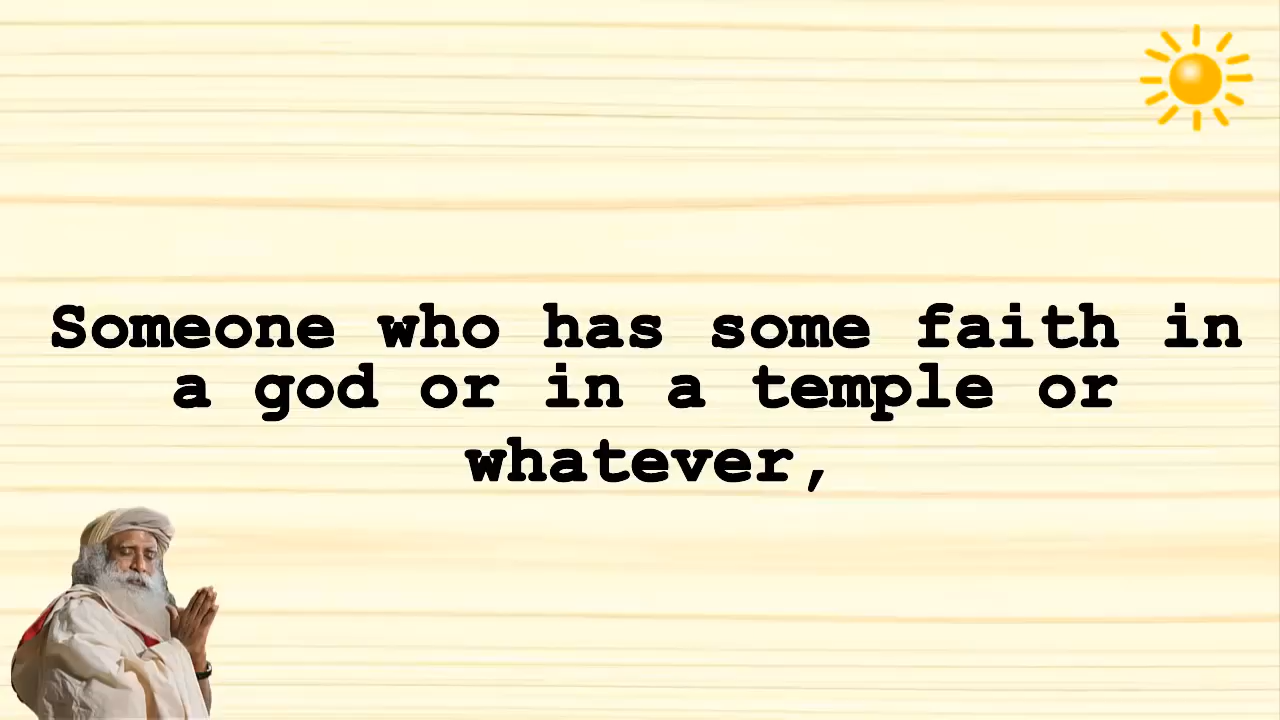 Someone who has some faith in
a god or in a temple or
whatever,